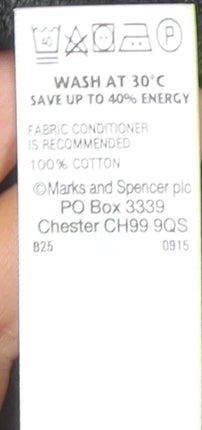 40 P
WASH AT 30°C
SAVE UP TO 40% ENERGY
FABRIC CONDITIONER
IS RECOMMENDED
100% COTTON
©Marks and Spencer plc
PO Box 3339
Chester CH99 9QS
B25 0915